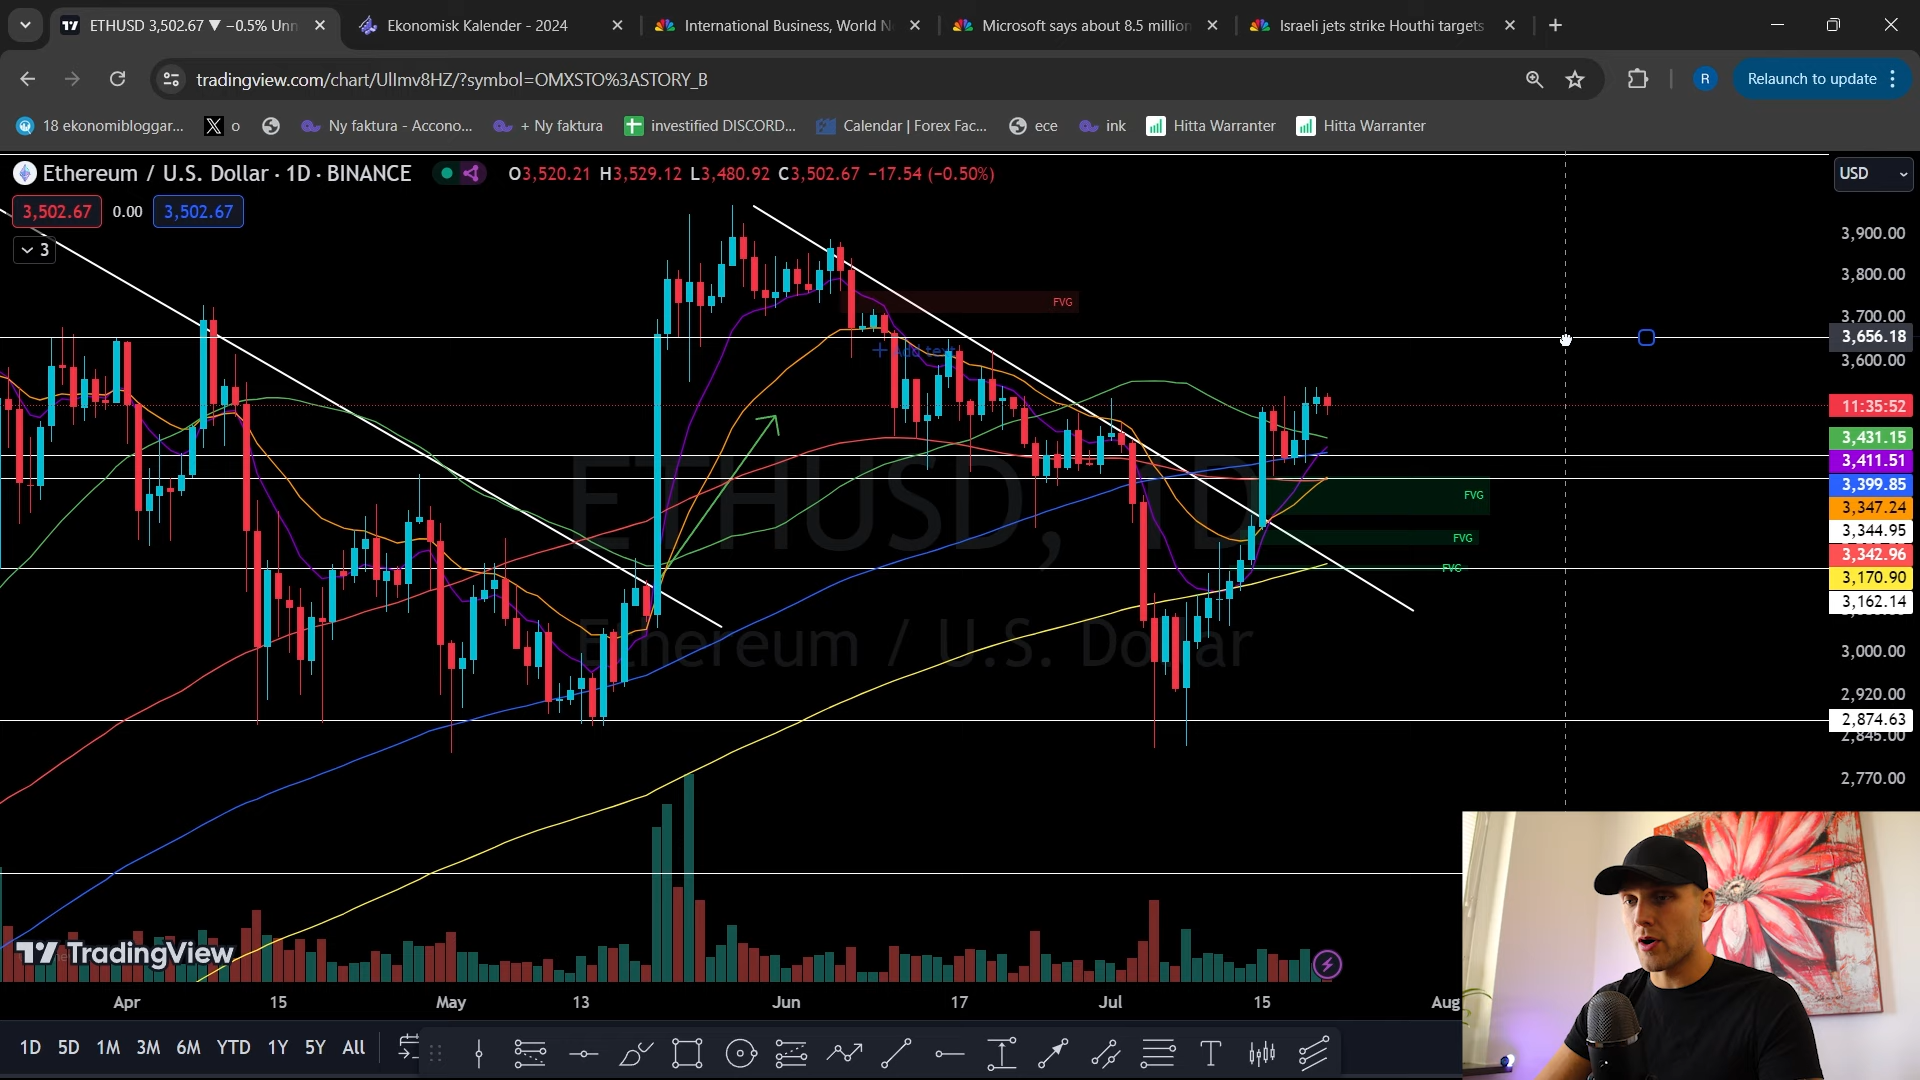 ETHUSD 3,502.67 ▼ −0.5% Unn
Ekonomisk Kalender - 2024
International Business, World N
Microsoft says about 8.5 million
Israeli jets strike Houthi targets
tradingview.com/chart/UlImv8HZ/?symbol=OMXSTO%3ASTORY_B
R
Relaunch to update
18 ekonomibloggar...
o
Ny faktura - Accono...
+ Ny faktura
investified DISCORD...
Calendar | Forex Fac...
ece
ink
Hitta Warranter
Hitta Warranter
Ethereum / U.S. Dollar · 1D · BINANCE
O3,520.21 H3,529.12 L3,480.92 C3,502.67 −17.54 (−0.50%)
USD
3,502.67
0.00
3,502.67
3
3,900.00
3,800.00
FVG
3,700.00
3,656.18
+ Add text
3,600.00
11:35:52
3,431.15
3,411.51
3,399.85
FVG
3,347.24
3,344.95
FVG
3,342.96
FVG
3,170.90
3,162.14
ETHUSD, 1D
Ethereum / U.S. Dollar
3,000.00
2,920.00
2,874.63
2,845.00
2,770.00
TradingView
Apr
15
May
13
Jun
17
Jul
15
Aug
1D
5D
1M
3M
6M
YTD
1Y
5Y
All